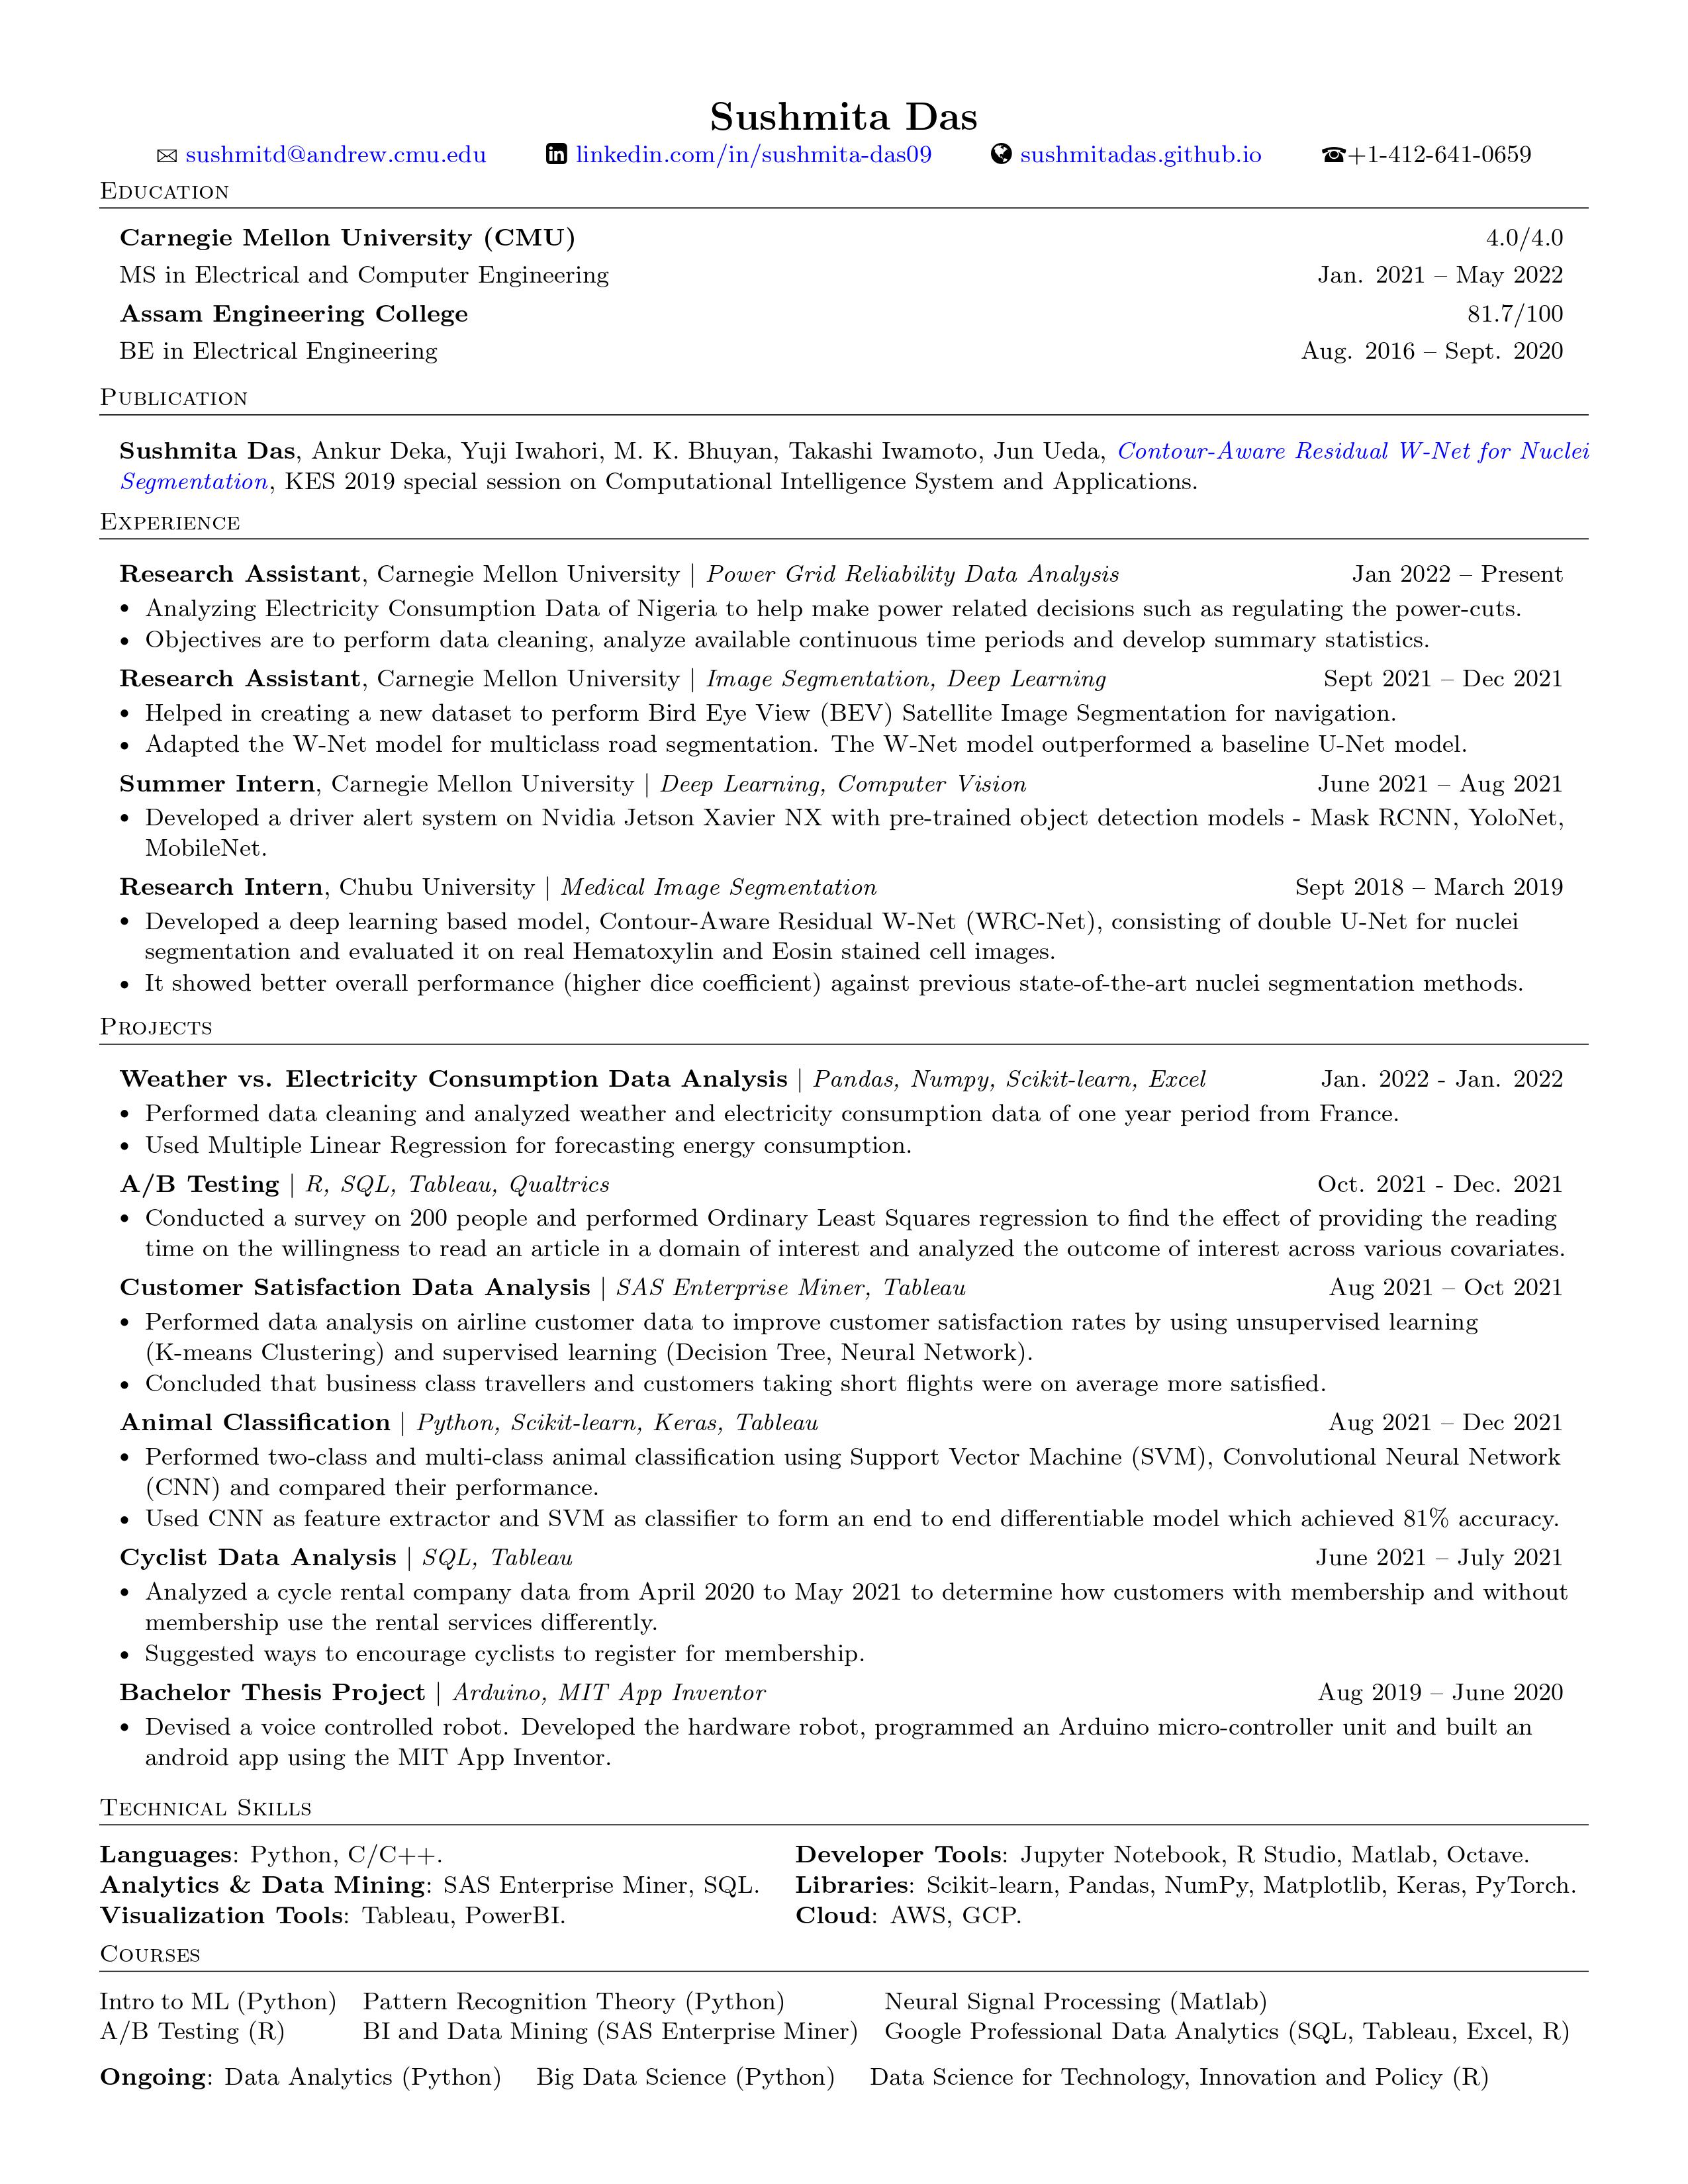 Sushmita Das
sushmitd@andrew.cmu.edu linkedin.com/in/sushmita-das09 sushmitadas.github.io +1-412-641-0659
Education
Carnegie Mellon University (CMU) 4.0/4.0
MS in Electrical and Computer Engineering Jan. 2021 – May 2022
Assam Engineering College 81.7/100
BE in Electrical Engineering Aug. 2016 – Sept. 2020
Publication
Sushmita Das, Ankur Deka, Yuji Iwahori, M. K. Bhuyan, Takashi Iwamoto, Jun Ueda, Contour-Aware Residual W-Net for Nuclei
Segmentation, KES 2019 special session on Computational Intelligence System and Applications.
Experience
Research Assistant, Carnegie Mellon University | Power Grid Reliability Data Analysis Jan 2022 – Present
• Analyzing Electricity Consumption Data of Nigeria to help make power related decisions such as regulating the power-cuts.
• Objectives are to perform data cleaning, analyze available continuous time periods and develop summary statistics.
Research Assistant, Carnegie Mellon University | Image Segmentation, Deep Learning Sept 2021 – Dec 2021
• Helped in creating a new dataset to perform Bird Eye View (BEV) Satellite Image Segmentation for navigation.
• Adapted the W-Net model for multiclass road segmentation. The W-Net model outperformed a baseline U-Net model.
Summer Intern, Carnegie Mellon University | Deep Learning, Computer Vision June 2021 – Aug 2021
• Developed a driver alert system on Nvidia Jetson Xavier NX with pre-trained object detection models - Mask RCNN, YoloNet,
MobileNet.
Research Intern, Chubu University | Medical Image Segmentation Sept 2018 – March 2019
• Developed a deep learning based model, Contour-Aware Residual W-Net (WRC-Net), consisting of double U-Net for nuclei
segmentation and evaluated it on real Hematoxylin and Eosin stained cell images.
• It showed better overall performance (higher dice coefficient) against previous state-of-the-art nuclei segmentation methods.
Projects
Weather vs. Electricity Consumption Data Analysis | Pandas, Numpy, Scikit-learn, Excel Jan. 2022 - Jan. 2022
• Performed data cleaning and analyzed weather and electricity consumption data of one year period from France.
• Used Multiple Linear Regression for forecasting energy consumption.
A/B Testing | R, SQL, Tableau, Qualtrics Oct. 2021 - Dec. 2021
• Conducted a survey on 200 people and performed Ordinary Least Squares regression to find the effect of providing the reading
time on the willingness to read an article in a domain of interest and analyzed the outcome of interest across various covariates.
Customer Satisfaction Data Analysis | SAS Enterprise Miner, Tableau Aug 2021 – Oct 2021
• Performed data analysis on airline customer data to improve customer satisfaction rates by using unsupervised learning
(K-means Clustering) and supervised learning (Decision Tree, Neural Network).
• Concluded that business class travellers and customers taking short flights were on average more satisfied.
Animal Classification | Python, Scikit-learn, Keras, Tableau Aug 2021 – Dec 2021
• Performed two-class and multi-class animal classification using Support Vector Machine (SVM), Convolutional Neural Network
(CNN) and compared their performance.
• Used CNN as feature extractor and SVM as classifier to form an end to end differentiable model which achieved 81% accuracy.
Cyclist Data Analysis | SQL, Tableau June 2021 – July 2021
• Analyzed a cycle rental company data from April 2020 to May 2021 to determine how customers with membership and without
membership use the rental services differently.
• Suggested ways to encourage cyclists to register for membership.
Bachelor Thesis Project | Arduino, MIT App Inventor Aug 2019 – June 2020
• Devised a voice controlled robot. Developed the hardware robot, programmed an Arduino micro-controller unit and built an
android app using the MIT App Inventor.
Technical Skills
Languages: Python, C/C++. Developer Tools: Jupyter Notebook, R Studio, Matlab, Octave.
Analytics & Data Mining: SAS Enterprise Miner, SQL. Libraries: Scikit-learn, Pandas, NumPy, Matplotlib, Keras, PyTorch.
Visualization Tools: Tableau, PowerBI. Cloud: AWS, GCP.
Courses
Intro to ML (Python) Pattern Recognition Theory (Python) Neural Signal Processing (Matlab)
A/B Testing (R) BI and Data Mining (SAS Enterprise Miner) Google Professional Data Analytics (SQL, Tableau, Excel, R)
Ongoing: Data Analytics (Python) Big Data Science (Python) Data Science for Technology, Innovation and Policy (R)